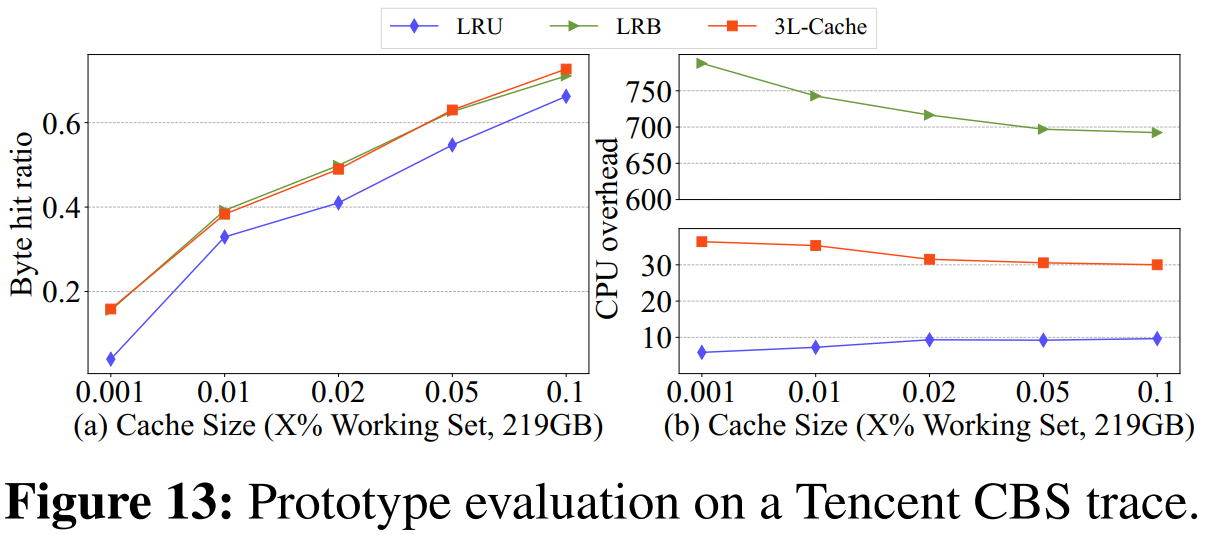 LRU LRB 3L-Cache
Byte hit ratio
0.6
0.4
0.2
0.001 0.01 0.02 0.05 0.1
(a) Cache Size (X% Working Set, 219GB)
CPU overhead
750
700
650
600
30
20
10
0.001 0.01 0.02 0.05 0.1
(b) Cache Size (X% Working Set, 219GB)
Figure 13: Prototype evaluation on a Tencent CBS trace.